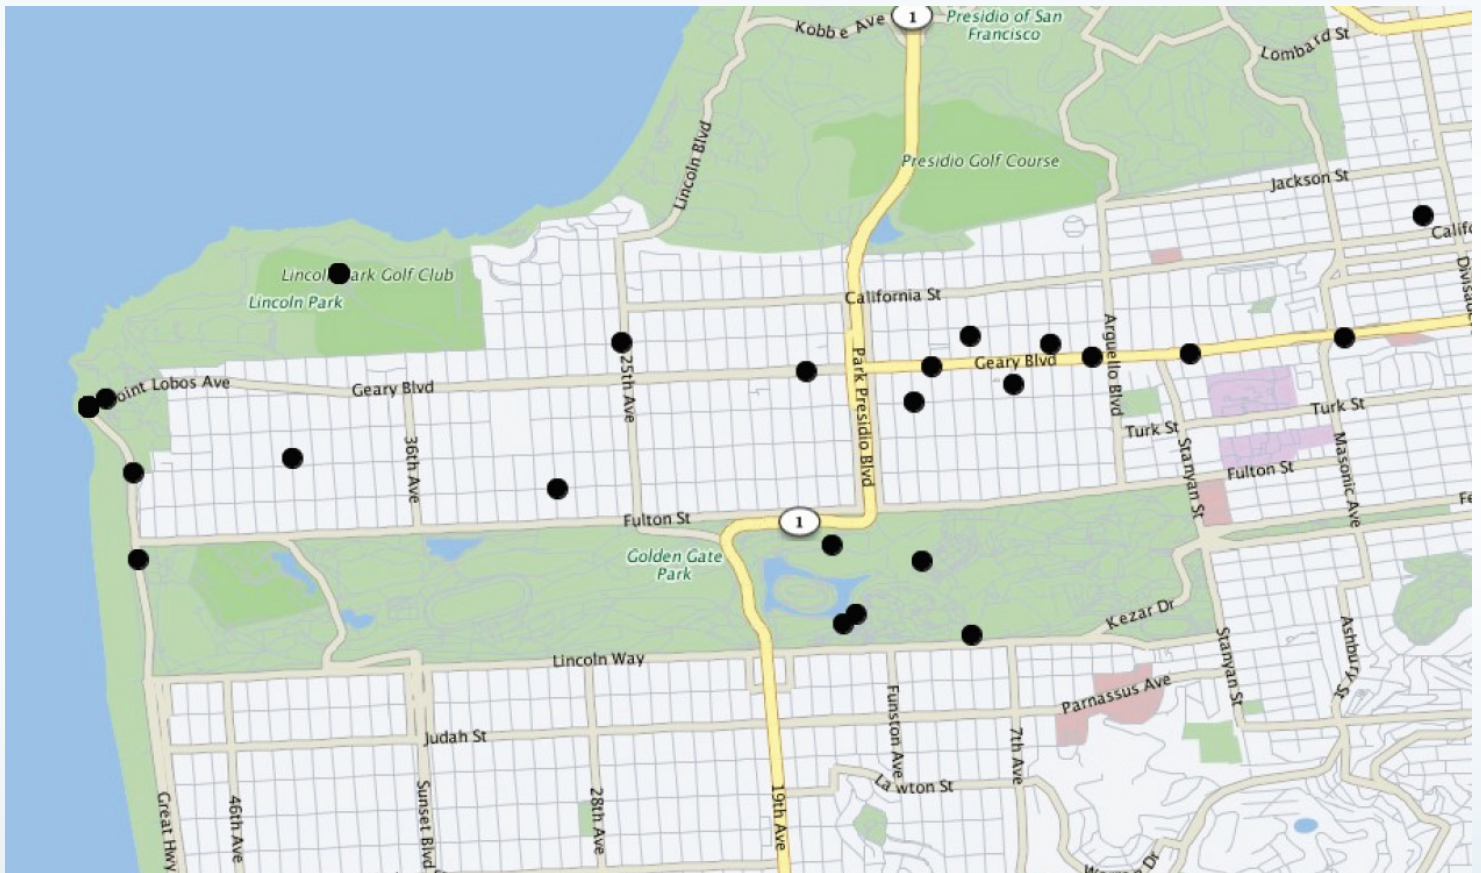 Kobbe Ave
1
Presidio of San
Francisco
Lombard St
Lincoln Blvd
Presidio Golf Course
Jackson St
Lincoln Park Golf Club
Lincoln Park
California St
Point Lobos Ave
Geary Blvd
25th Ave
Park Presidio Blvd
Geary Blvd
Arguello Blvd
Turk St
Turk St
36th Ave
Stanyan St
Masonic Ave
Fulton St
Fulton St
1
Golden Gate
Park
Kezar Dr
Lincoln Way
Stanyan St
Ashbury St
Parnassus Ave
Funston Ave
Judah St
7th Ave
Lawton St
Great Hwy
46th Ave
Sunset Blvd
28th Ave
19th Ave